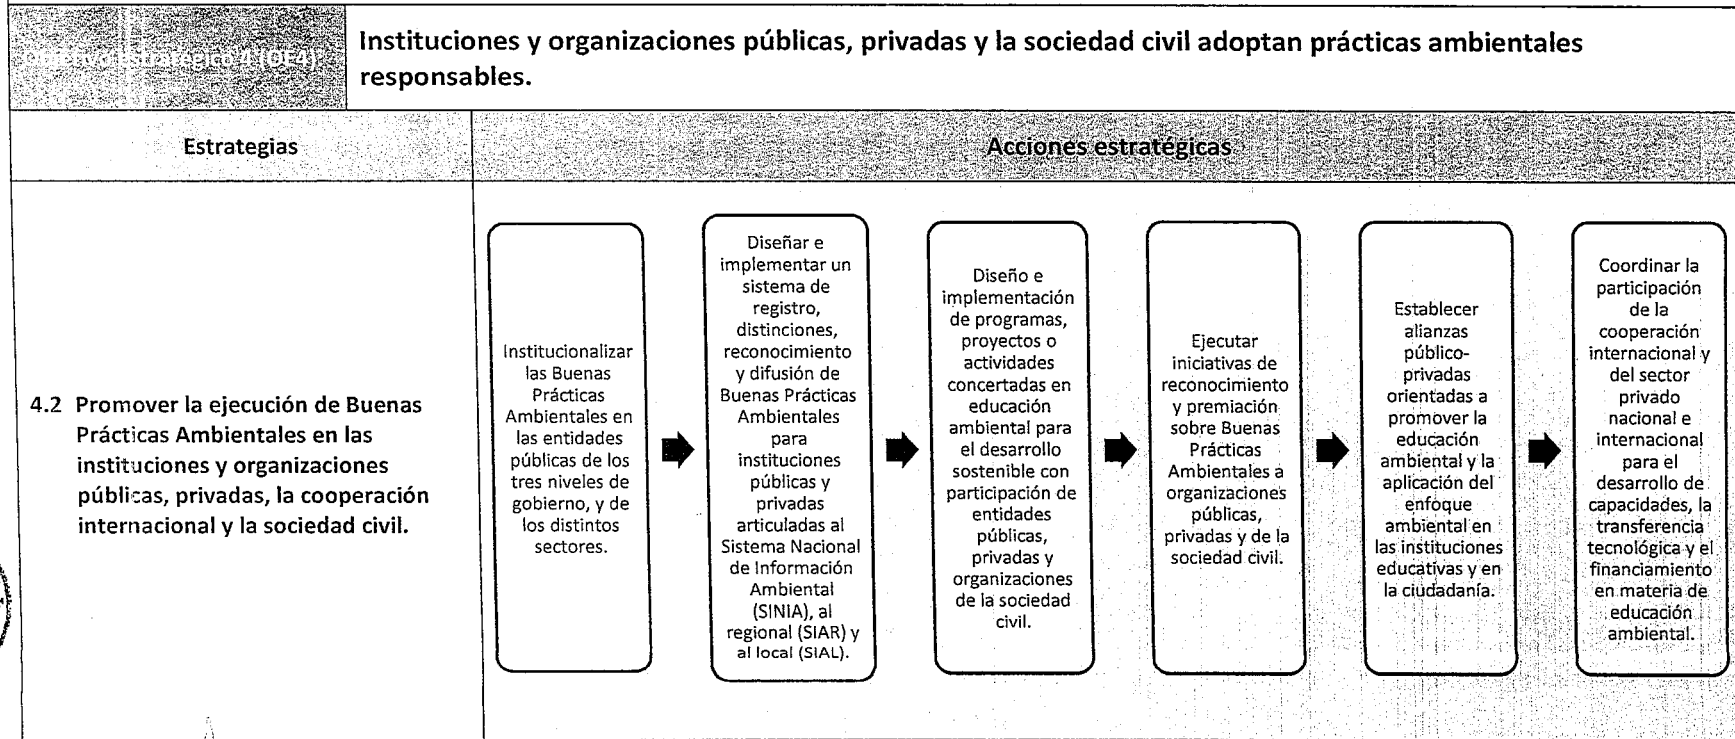 Objetivo Estratégico 4 (OE4):
Instituciones y organizaciones públicas, privadas y la sociedad civil adoptan prácticas ambientales
responsables.
Estrategias
Acciones estratégicas
4.2 Promover la ejecución de Buenas
Prácticas Ambientales en las
instituciones y organizaciones
públicas, privadas, la cooperación
internacional y la sociedad civil.
Institucionalizar
las Buenas
Prácticas
Ambientales en
las entidades
públicas de los
tres niveles de
gobierno, y de
los distintos
sectores.
Diseñar e
implementar un
sistema de
registro,
distinciones,
reconocimiento
y difusión de
Buenas Prácticas
Ambientales
para
instituciones
públicas y
privadas
articuladas al
Sistema Nacional
de Información
Ambiental
(SINIA), al
regional (SIAR) y
al local (SIAL).
Diseño e
implementación
de programas,
proyectos o
actividades
concertadas en
educación
ambiental para
el desarrollo
sostenible con
participación de
entidades
públicas,
privadas y
organizaciones
de la sociedad
civil.
Ejecutar
iniciativas de
reconocimiento
y premiación
sobre Buenas
Prácticas
Ambientales a
organizaciones
públicas,
privadas y de la
sociedad civil.
Establecer
alianzas
público-
privadas
orientadas a
promover la
educación
ambiental y la
aplicación del
enfoque
ambiental en
las instituciones
educativas y en
la ciudadanía.
Coordinar la
participación
de la
cooperación
internacional y
del sector
privado
nacional e
internacional
para el
desarrollo de
capacidades, la
transferencia
tecnológica y el
financiamiento
en materia de
educación
ambiental.